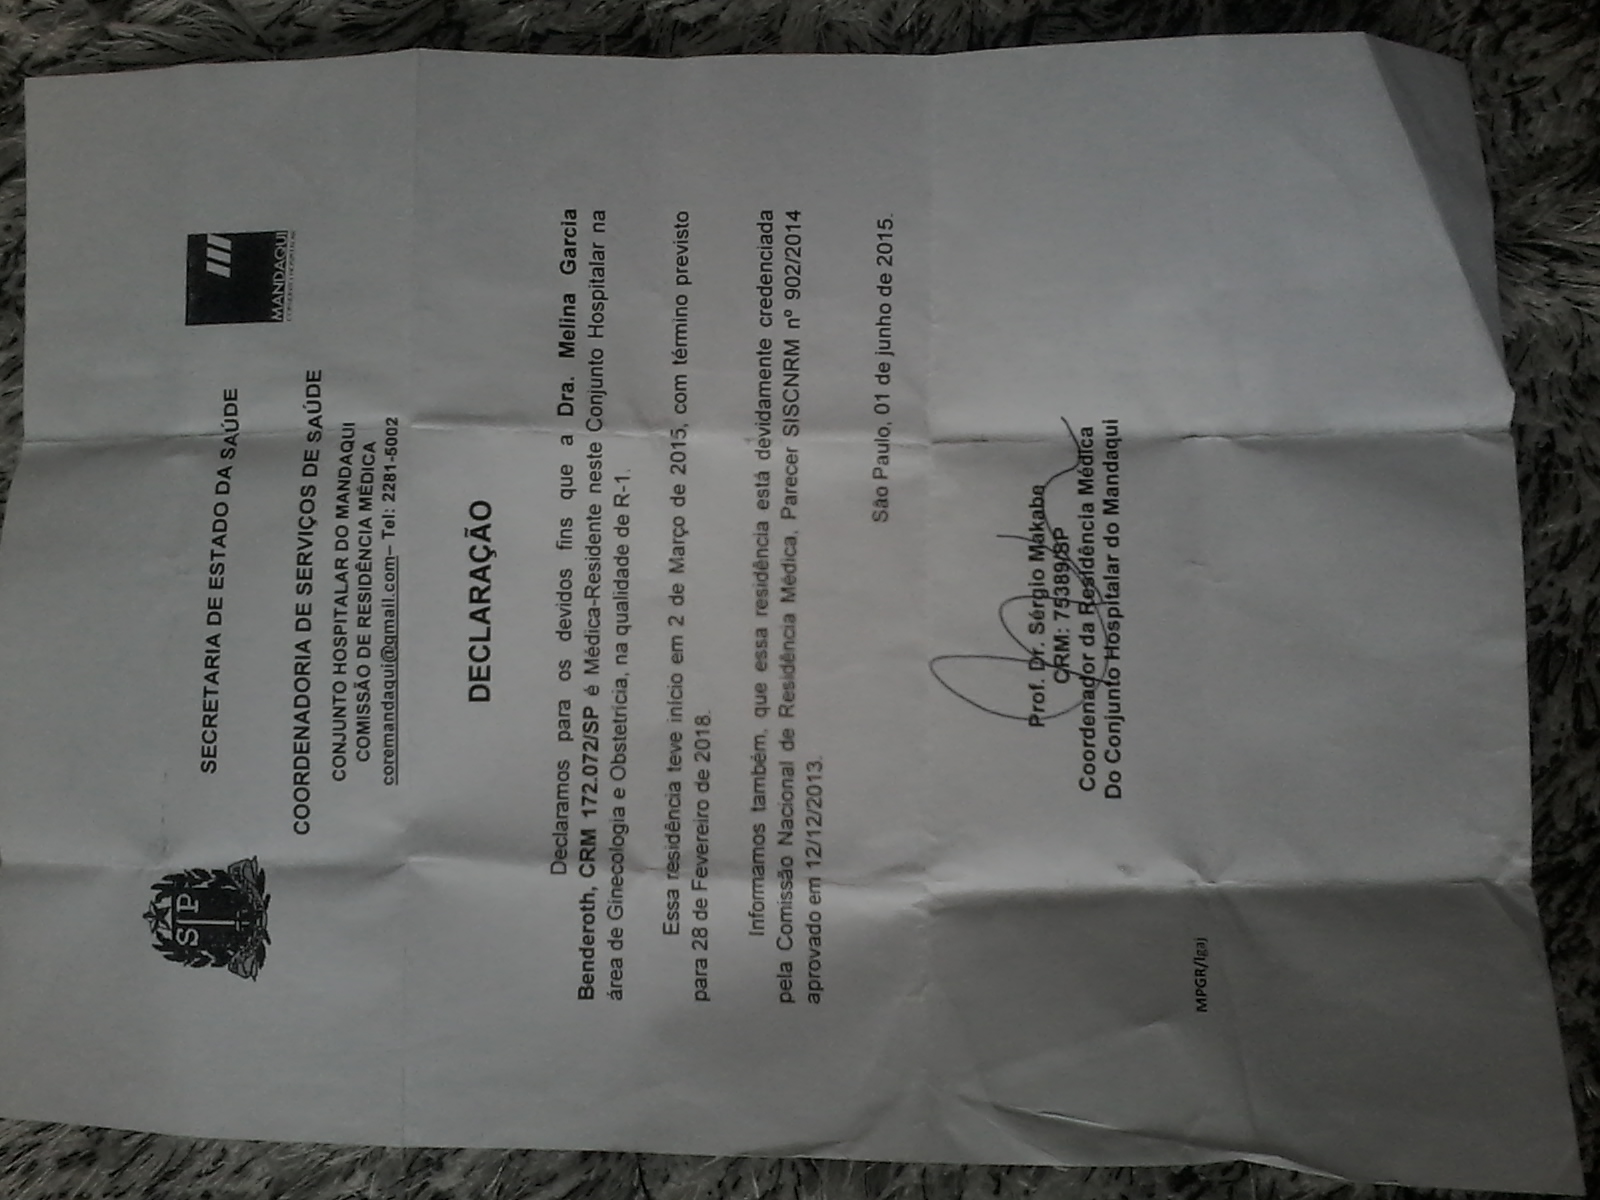 SP
SECRETARIA DE ESTADO DA SAÚDE
MANDAQUI
COORDENADORIA DE SERVIÇOS DE SAÚDE
CONJUNTO HOSPITALAR DO MANDAQUI
COMISSÃO DE RESIDÊNCIA MÉDICA
coremandaqui@gmail.com– Tel: 2281-5002
DECLARAÇÃO
Declaramos para os devidos fins que a Dra. Melina Garcia
Benderoth, CRM 172.072/SP é Médica-Residente neste Conjunto Hospitalar na
área de Ginecologia e Obstetrícia, na qualidade de R-1.
Essa residência teve início em 2 de Março de 2015, com término previsto
para 28 de Fevereiro de 2018.
Informamos também, que essa residência está devidamente credenciada
pela Comissão Nacional de Residência Médica, Parecer SISCNRM nº 902/2014
aprovado em 12/12/2013.
São Paulo, 01 de junho de 2015.
Prof. Dr. Sérgio Makabe
CRM: 75389/SP
Coordenador da Residência Médica
Do Conjunto Hospitalar do Mandaqui
MPGR/lgaj